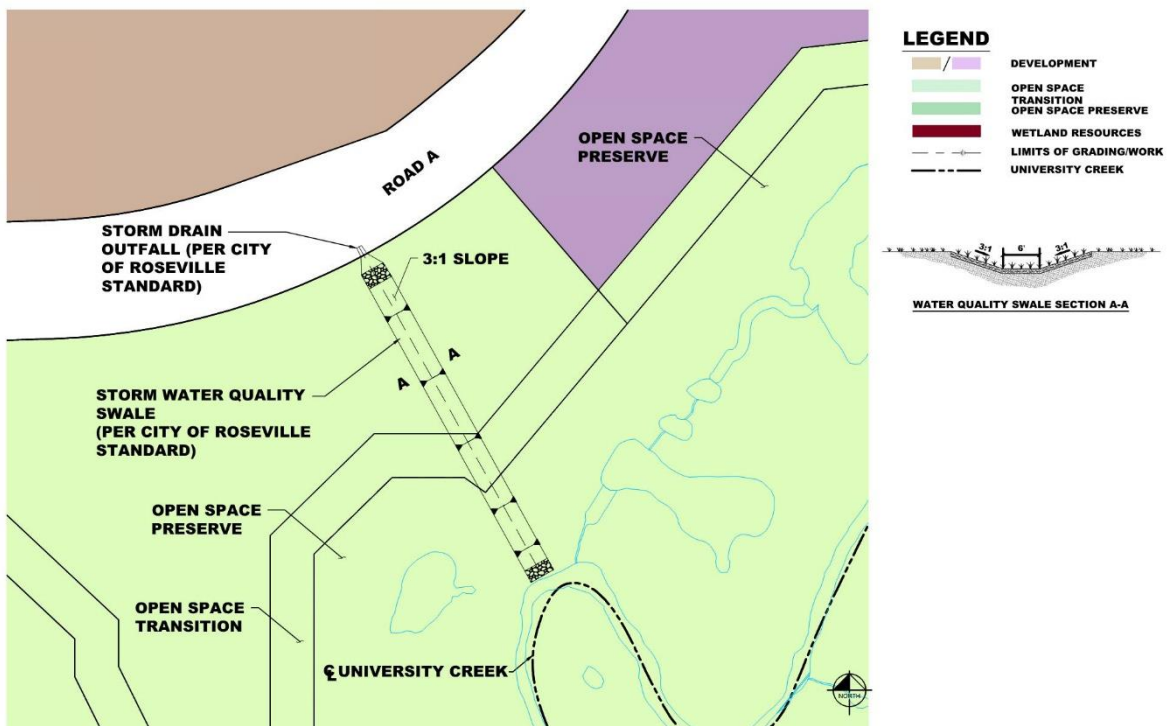 OPEN SPACE
PRESERVE
ROAD A
STORM DRAIN
OUTFALL (PER CITY
OF ROSEVILLE
STANDARD)
3:1 SLOPE
A
A
STORM WATER QUALITY
SWALE
(PER CITY OF ROSEVILLE
STANDARD)
OPEN SPACE
PRESERVE
OPEN SPACE
TRANSITION
℄ UNIVERSITY CREEK
NORTH
LEGEND
/
DEVELOPMENT
OPEN SPACE
TRANSITION
OPEN SPACE PRESERVE
WETLAND RESOURCES
LIMITS OF GRADING/WORK
UNIVERSITY CREEK
3:1
6'
3:1
WATER QUALITY SWALE SECTION A-A